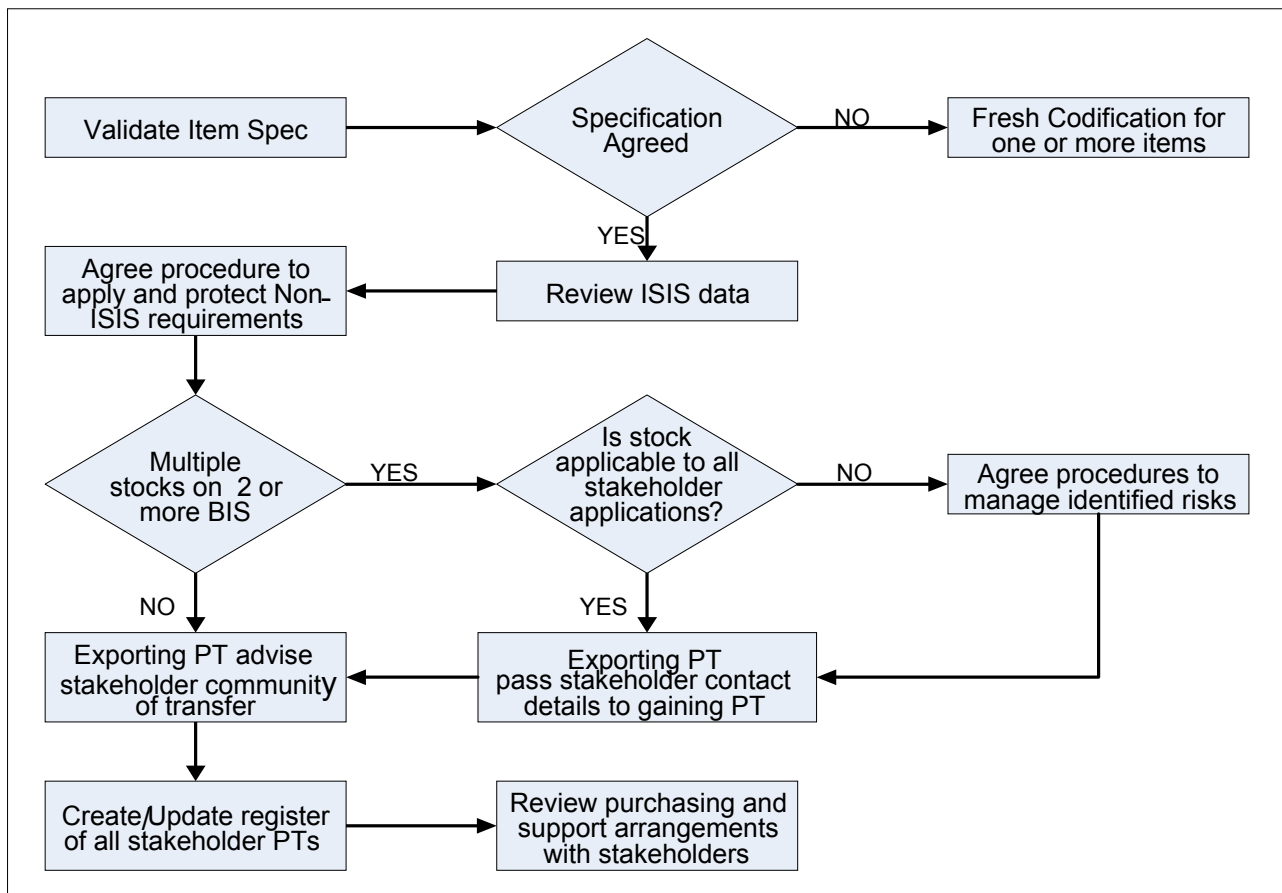 Validate Item Spec
Specification
Agreed
NO
Fresh Codification for
one or more items
YES
Agree procedure to
apply and protect Non-
ISIS requirements
Review ISIS data
Multiple
stocks on 2 or
more BIS
YES
Is stock
applicable to all
stakeholder
applications?
NO
Agree procedures to
manage identified risks
NO
YES
Exporting PT advise
stakeholder community
of transfer
Exporting PT
pass stakeholder contact
details to gaining PT
Create/Update register
of all stakeholder PTs
Review purchasing and
support arrangements
with stakeholders